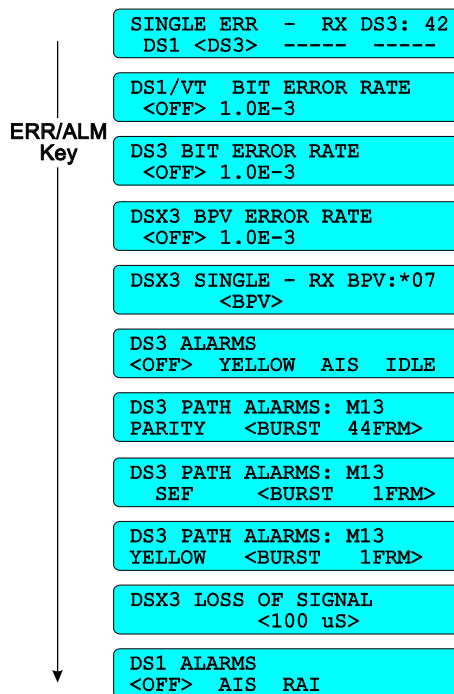 SINGLE ERR - RX DS3: 42
DS1 <DS3> ----- -----
DS1/VT BIT ERROR RATE
<OFF> 1.0E-3
ERR/ALM
Key
DS3 BIT ERROR RATE
<OFF> 1.0E-3
DSX3 BPV ERROR RATE
<OFF> 1.0E-3
DSX3 SINGLE - RX BPV:*07
<BPV>
DS3 ALARMS
<OFF> YELLOW AIS IDLE
DS3 PATH ALARMS: M13
PARITY <BURST 44FRM>
DS3 PATH ALARMS: M13
SEF <BURST 1FRM>
DS3 PATH ALARMS: M13
YELLOW <BURST 1FRM>
DSX3 LOSS OF SIGNAL
<100 uS>
DS1 ALARMS
<OFF> AIS RAI